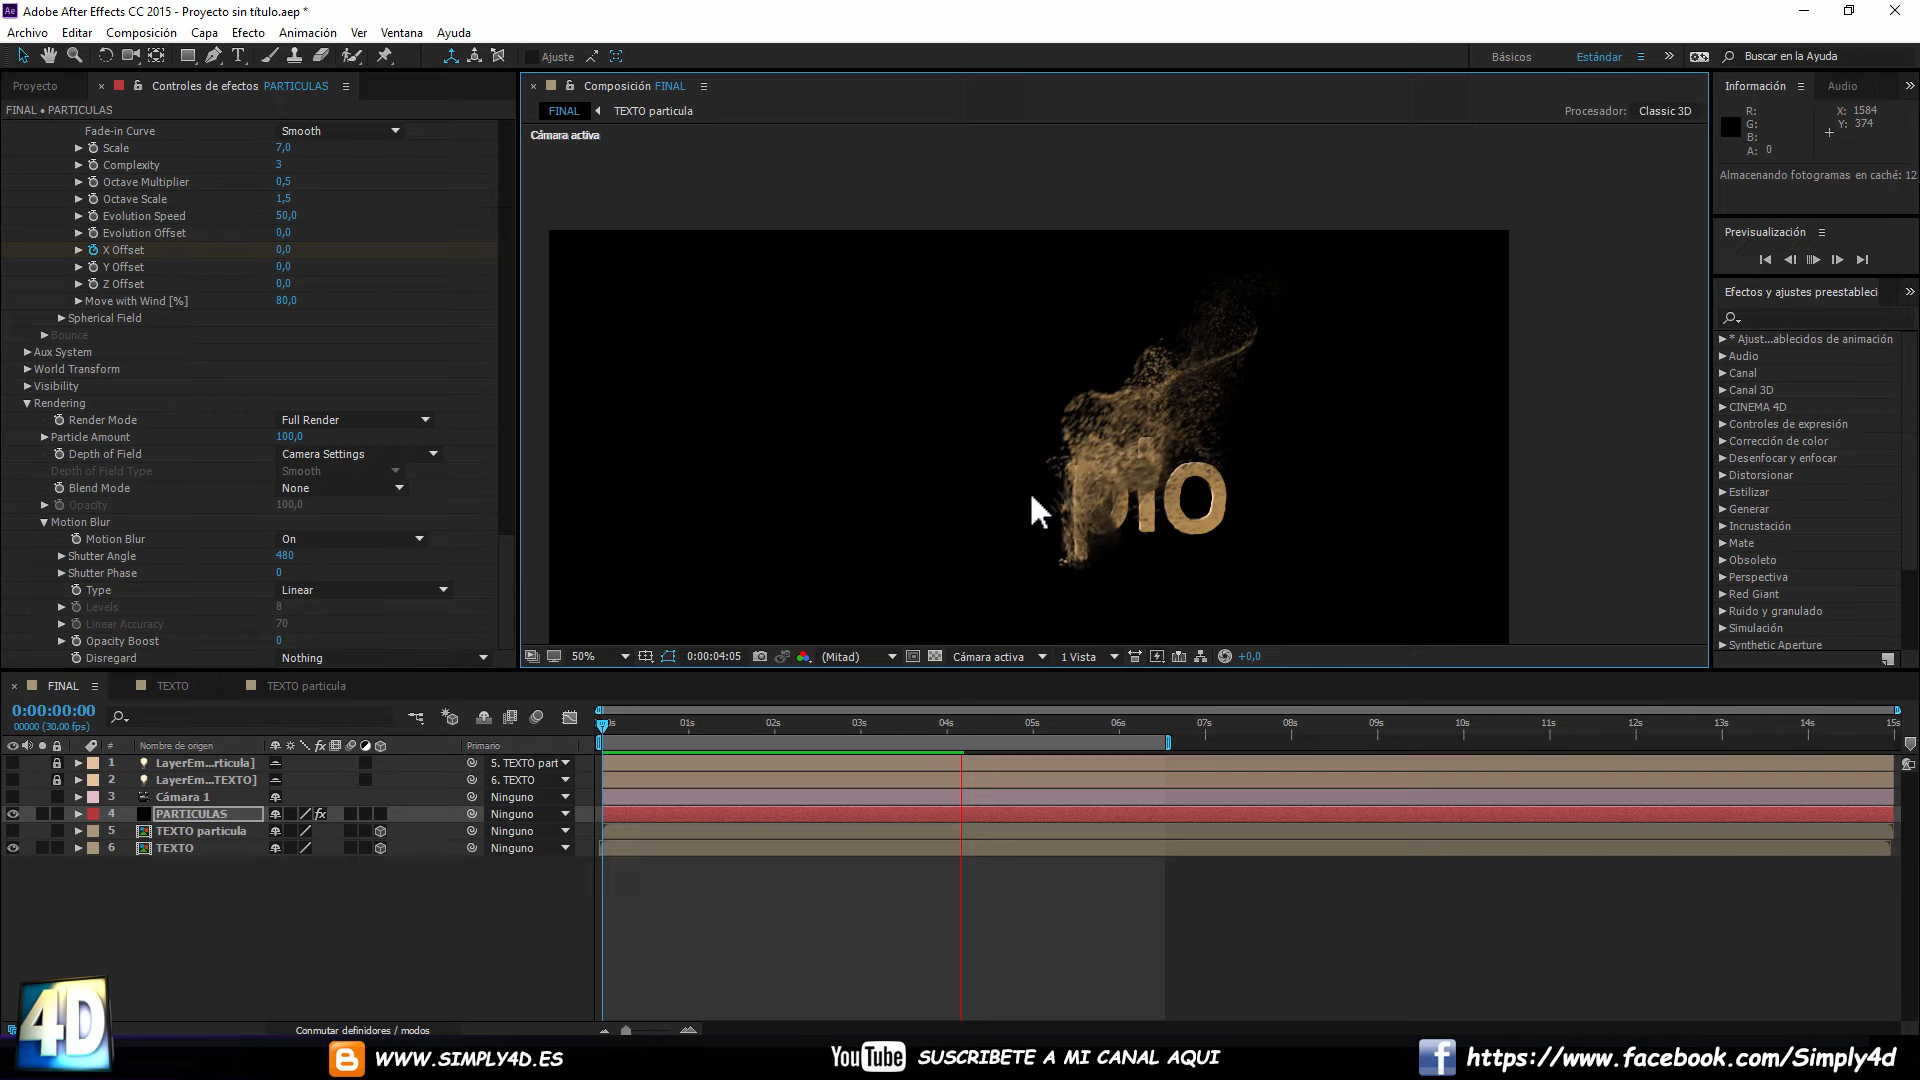 Adobe After Effects CC 2015 - Proyecto sin título.aep *
Archivo Editar Composición Capa Efecto Animación Ver Ventana Ayuda
Ajuste
Básicos Estándar Buscar en la Ayuda
Proyecto Controles de efectos PARTICULAS
FINAL • PARTICULAS
Fade-in Curve Smooth
Scale 7,0
Complexity 3
Octave Multiplier 0,5
Octave Scale 1,5
Evolution Speed 50,0
Evolution Offset 0,0
X Offset 0,0
Y Offset 0,0
Z Offset 0,0
Move with Wind [%] 80,0
Spherical Field
Bounce
Aux System
World Transform
Visibility
Rendering
Render Mode Full Render
Particle Amount 100,0
Depth of Field Camera Settings
Depth of Field Type Smooth
Blend Mode None
Opacity 100,0
Motion Blur
Motion Blur On
Shutter Angle 480
Shutter Phase 0
Type Linear
Levels 8
Linear Accuracy 70
Opacity Boost 0
Disregard Nothing
Composición FINAL
FINAL TEXTO particula
Procesador: Classic 3D
Cámara activa
50% 0:00:04:05 (Mitad) Cámara activa 1 Vista +0,0
Información Audio
R: X: 1584
G: Y: 374
B:
A: 0
Almacenando fotogramas en caché: 12
Previsualización
Efectos y ajustes preestableci
* Ajust...ablecidos de animación
Audio
Canal
Canal 3D
CINEMA 4D
Controles de expresión
Corrección de color
Desenfocar y enfocar
Distorsionar
Estilizar
Generar
Incrustación
Mate
Obsoleto
Perspectiva
Red Giant
Ruido y granulado
Simulación
Synthetic Aperture
FINAL TEXTO TEXTO particula
0:00:00:00
00000 (30.00 fps)
01s 02s 03s 04s 05s 06s 07s 08s 09s 10s 11s 12s 13s 14s 15s
# Nombre de origen fx Primario
1 LayerEm...rticula] 5. TEXTO part
2 LayerEm...TEXTO] 6. TEXTO
3 Cámara 1 Ninguno
4 PARTICULAS fx Ninguno
5 TEXTO particula Ninguno
6 TEXTO Ninguno
Conmutar definidores / modos
4D
WWW.SIMPLY4D.ES
YouTube SUSCRIBETE A MI CANAL AQUI
f https://www.facebook.com/Simply4d